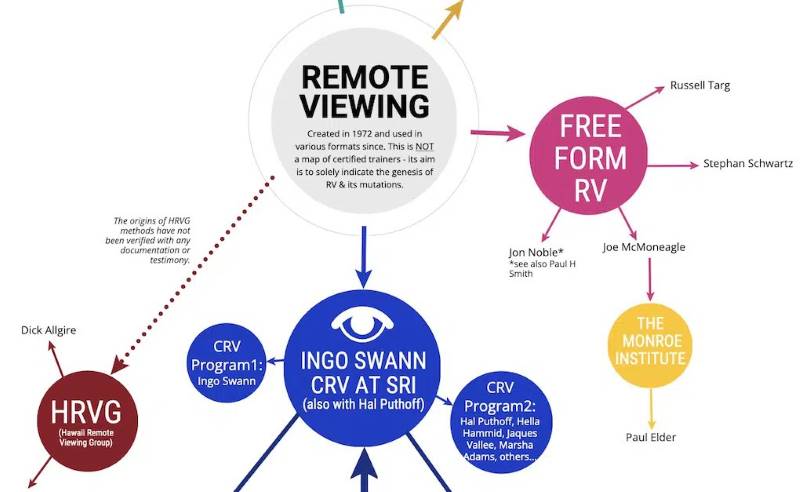 REMOTE
VIEWING
Created in 1972 and used in
various formats since. This is NOT
a map of certified trainers - its aim
is to solely indicate the genesis of
RV & its mutations.
FREE
FORM
RV
Russell Targ
Stephan Schwartz
Jon Noble*
*see also Paul H
Smith
Joe McMoneagle
THE
MONROE
INSTITUTE
Paul Elder
The origins of HRVG
methods have not
been verified with any
documentation or
testimony.
Dick Allgire
HRVG
(Hawaii Remote
Viewing Group)
CRV
Program1:
Ingo Swann
INGO SWANN
CRV AT SRI
(also with Hal Puthoff)
CRV
Program2:
Hal Puthoff, Hella
Hammid, Jaques
Vallee, Marsha
Adams, others...